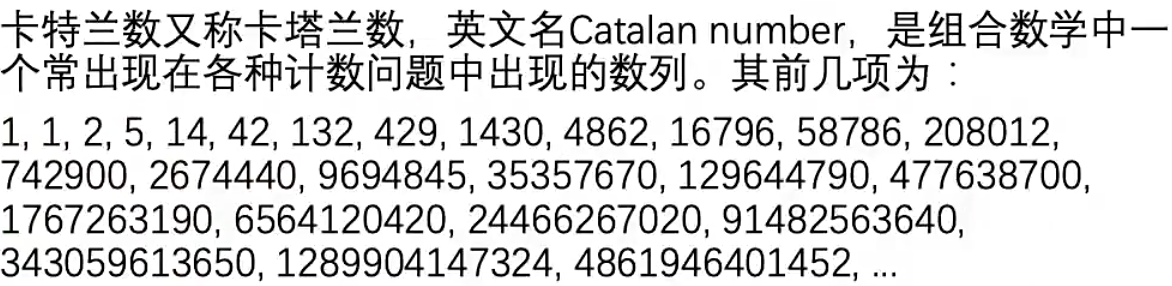 卡特兰数又称卡塔兰数，英文名Catalan number，是组合数学中一
个常出现在各种计数问题中出现的数列。其前几项为：
1, 1, 2, 5, 14, 42, 132, 429, 1430, 4862, 16796, 58786, 208012,
742900, 2674440, 9694845, 35357670, 129644790, 477638700,
1767263190, 6564120420, 24466267020, 91482563640,
343059613650, 1289904147324, 4861946401452, ...